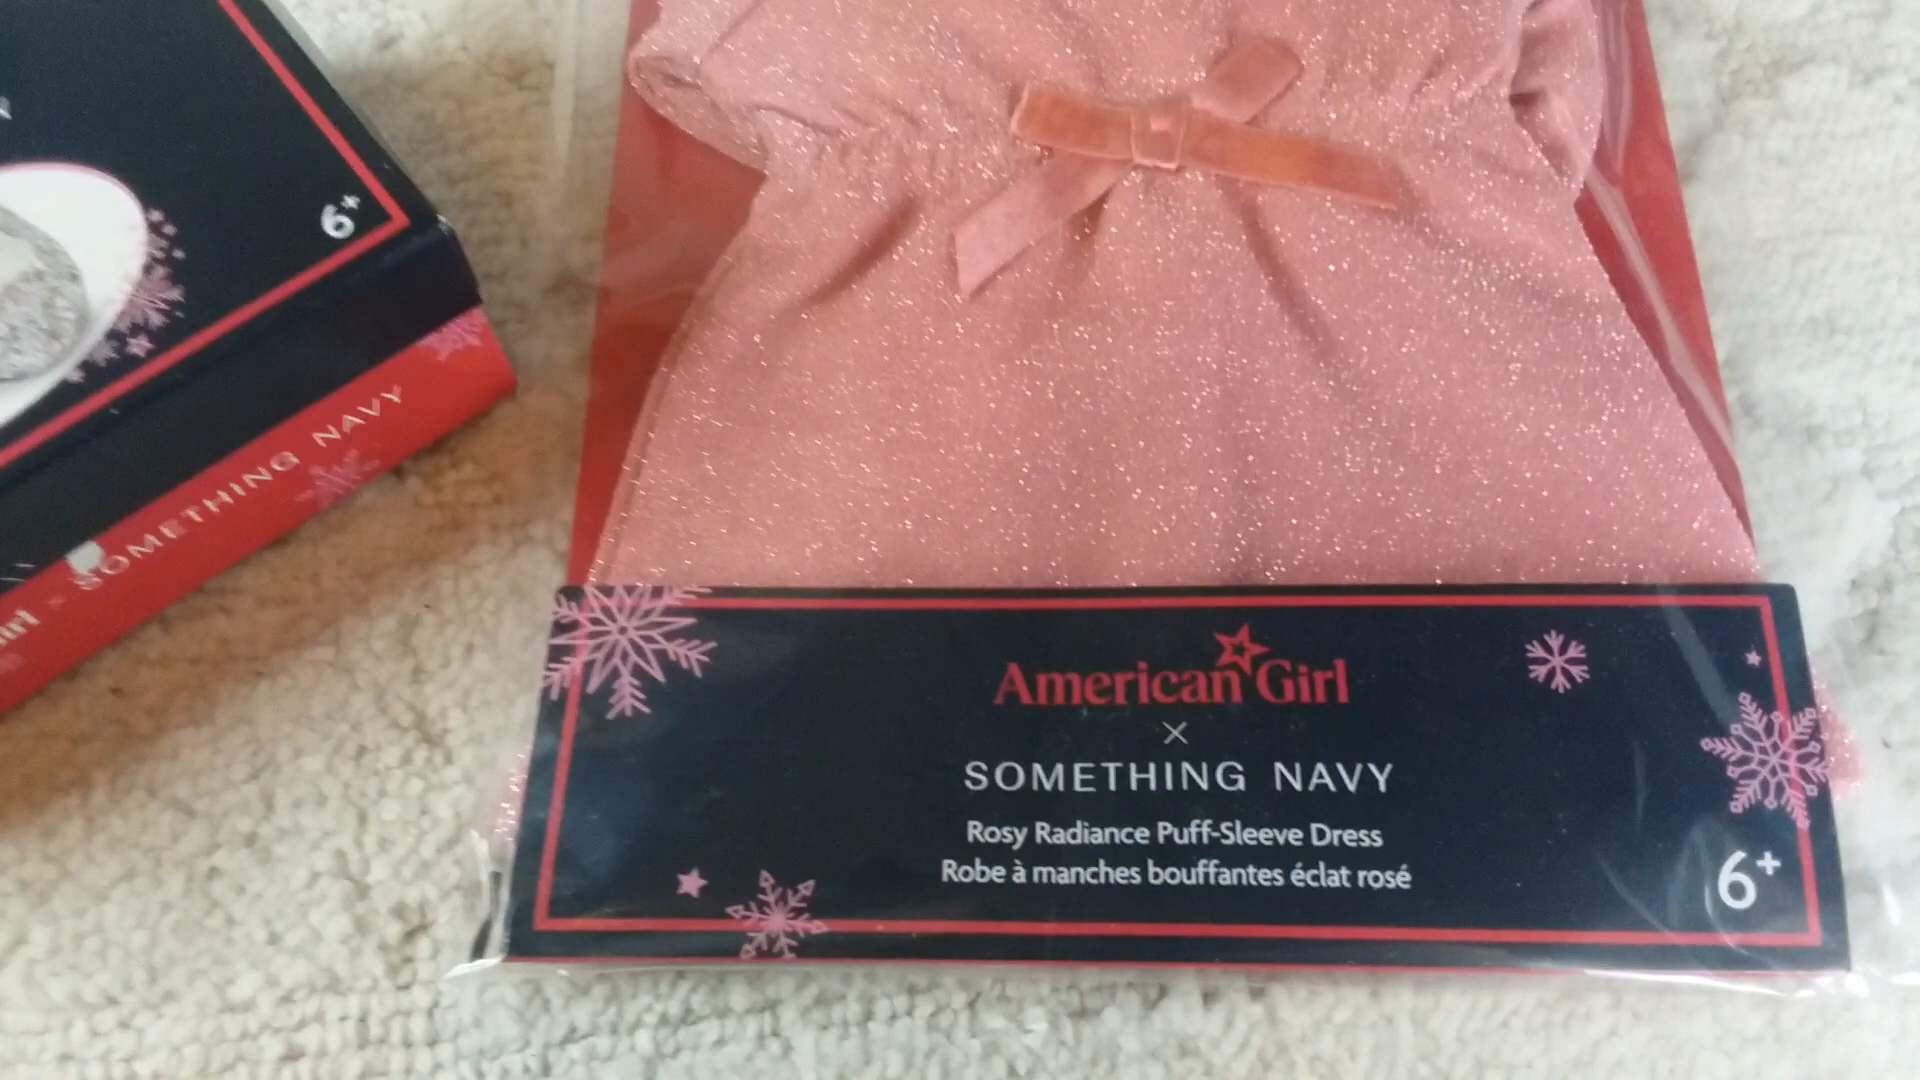 6+
SOMETHING NAVY
American Girl
×
SOMETHING NAVY
Rosy Radiance Puff-Sleeve Dress
Robe à manches bouffantes éclat rosé
6+